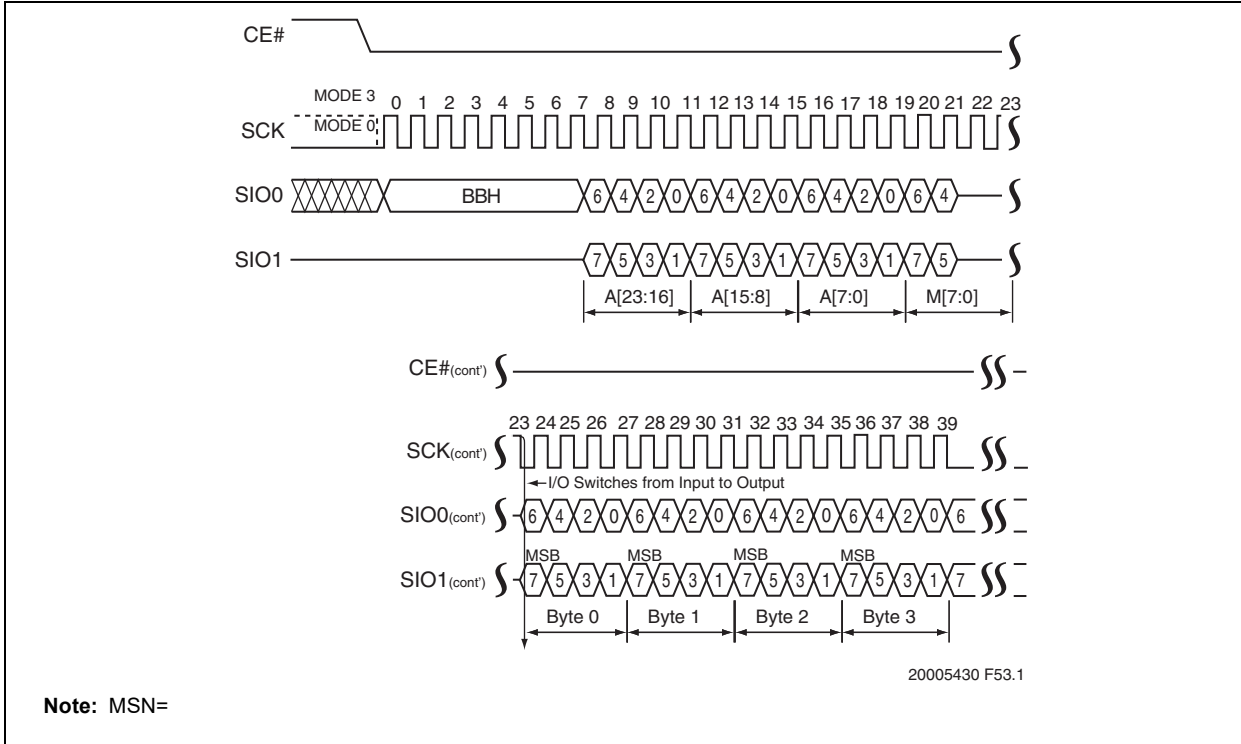 CE#
MODE 3
0 1 2 3 4 5 6 7 8 9 10 11 12 13 14 15 16 17 18 19 20 21 22 23
SCK MODE 0
SIO0 BBH 6 4 2 0 6 4 2 0 6 4 2 0 6 4
SIO1 7 5 3 1 7 5 3 1 7 5 3 1 7 5
A[23:16] A[15:8] A[7:0] M[7:0]
CE#(cont')
23 24 25 26 27 28 29 30 31 32 33 34 35 36 37 38 39
SCK(cont')
I/O Switches from Input to Output
SIO0(cont') 6 4 2 0 6 4 2 0 6 4 2 0 6 4 2 0 6
MSB MSB MSB MSB
SIO1(cont') 7 5 3 1 7 5 3 1 7 5 3 1 7 5 3 1 7
Byte 0 Byte 1 Byte 2 Byte 3
20005430 F53.1
Note: MSN=